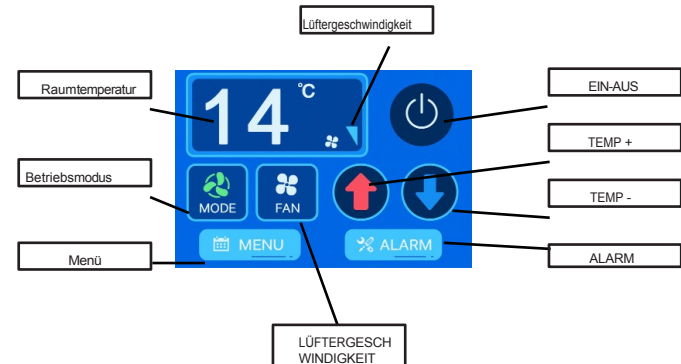 Lüftergeschwindigkeit
Raumtemperatur
14 °C
EIN-AUS
TEMP +
Betriebsmodus
MODE
FAN
TEMP -
Menü
MENU
ALARM
ALARM
LÜFTERGESCH
WINDIGKEIT